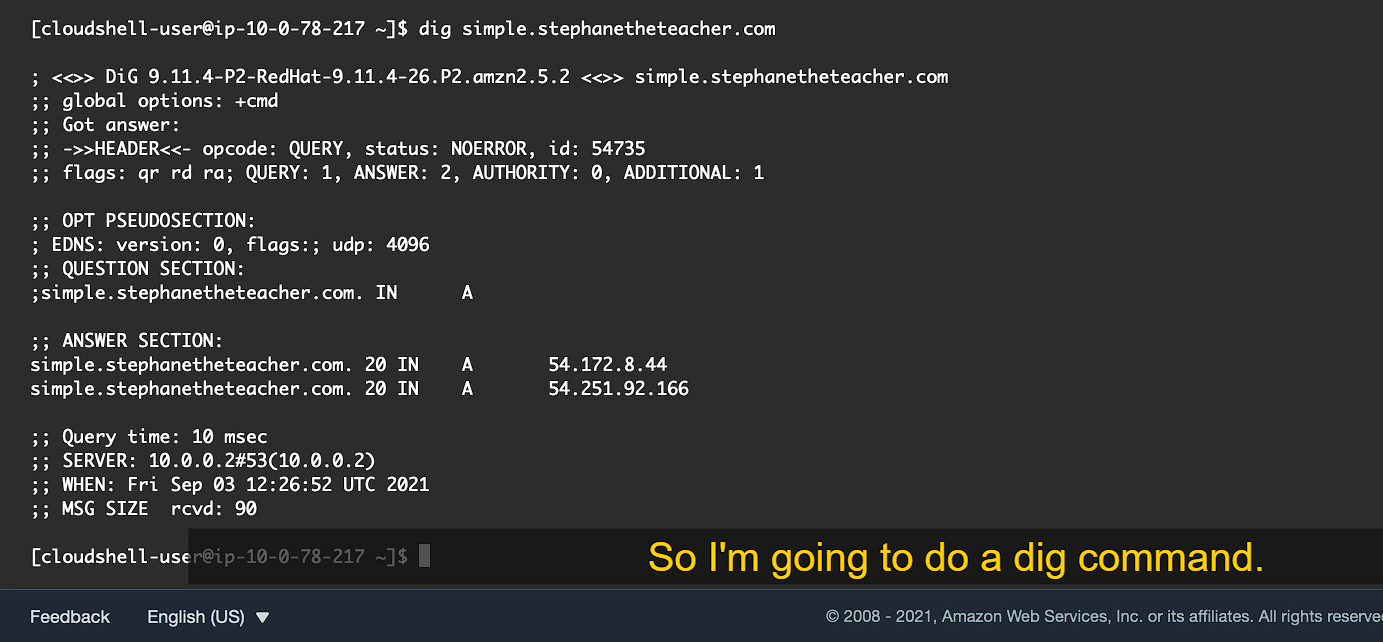 [cloudshell-user@ip-10-0-78-217 ~]$ dig simple.stephanetheteacher.com
; <<>> DiG 9.11.4-P2-RedHat-9.11.4-26.P2.amzn2.5.2 <<>> simple.stephanetheteacher.com
;; global options: +cmd
;; Got answer:
;; ->>HEADER<<- opcode: QUERY, status: NOERROR, id: 54735
;; flags: qr rd ra; QUERY: 1, ANSWER: 2, AUTHORITY: 0, ADDITIONAL: 1
;; OPT PSEUDOSECTION:
; EDNS: version: 0, flags:; udp: 4096
;; QUESTION SECTION:
;simple.stephanetheteacher.com. IN A
;; ANSWER SECTION:
simple.stephanetheteacher.com. 20 IN A 54.172.8.44
simple.stephanetheteacher.com. 20 IN A 54.251.92.166
;; Query time: 10 msec
;; SERVER: 10.0.0.2#53(10.0.0.2)
;; WHEN: Fri Sep 03 12:26:52 UTC 2021
;; MSG SIZE rcvd: 90
[cloudshell-user@ip-10-0-78-217 ~]$
So I'm going to do a dig command.
Feedback English (US) ▼ © 2008 - 2021, Amazon Web Services, Inc. or its affiliates. All rights reserve